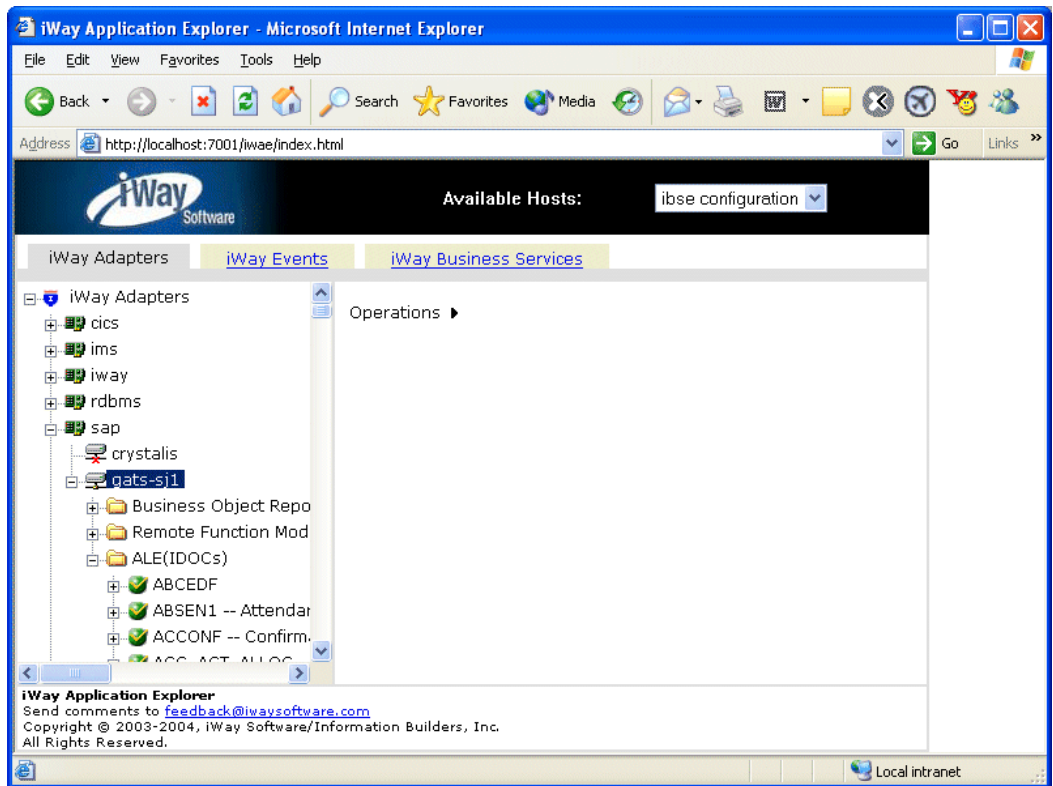 iWay Application Explorer - Microsoft Internet Explorer
File Edit View Favorites Tools Help
Back Search Favorites Media
Address http://localhost:7001/iwae/index.html Go Links »
iWay Software Available Hosts: ibse configuration
iWay Adapters iWay Events iWay Business Services
iWay Adapters
Operations
cics
ims
iway
rdbms
sap
crystalis
gats-sj1
Business Object Repo
Remote Function Mod
ALE(IDOCs)
ABCEDF
ABSEN1 -- Attendan
ACCONF -- Confirm
ACC_ACT_ALLOC
iWay Application Explorer
Send comments to feedback@iwaysoftware.com
Copyright © 2003-2004, iWay Software/Information Builders, Inc.
All Rights Reserved.
Local intranet